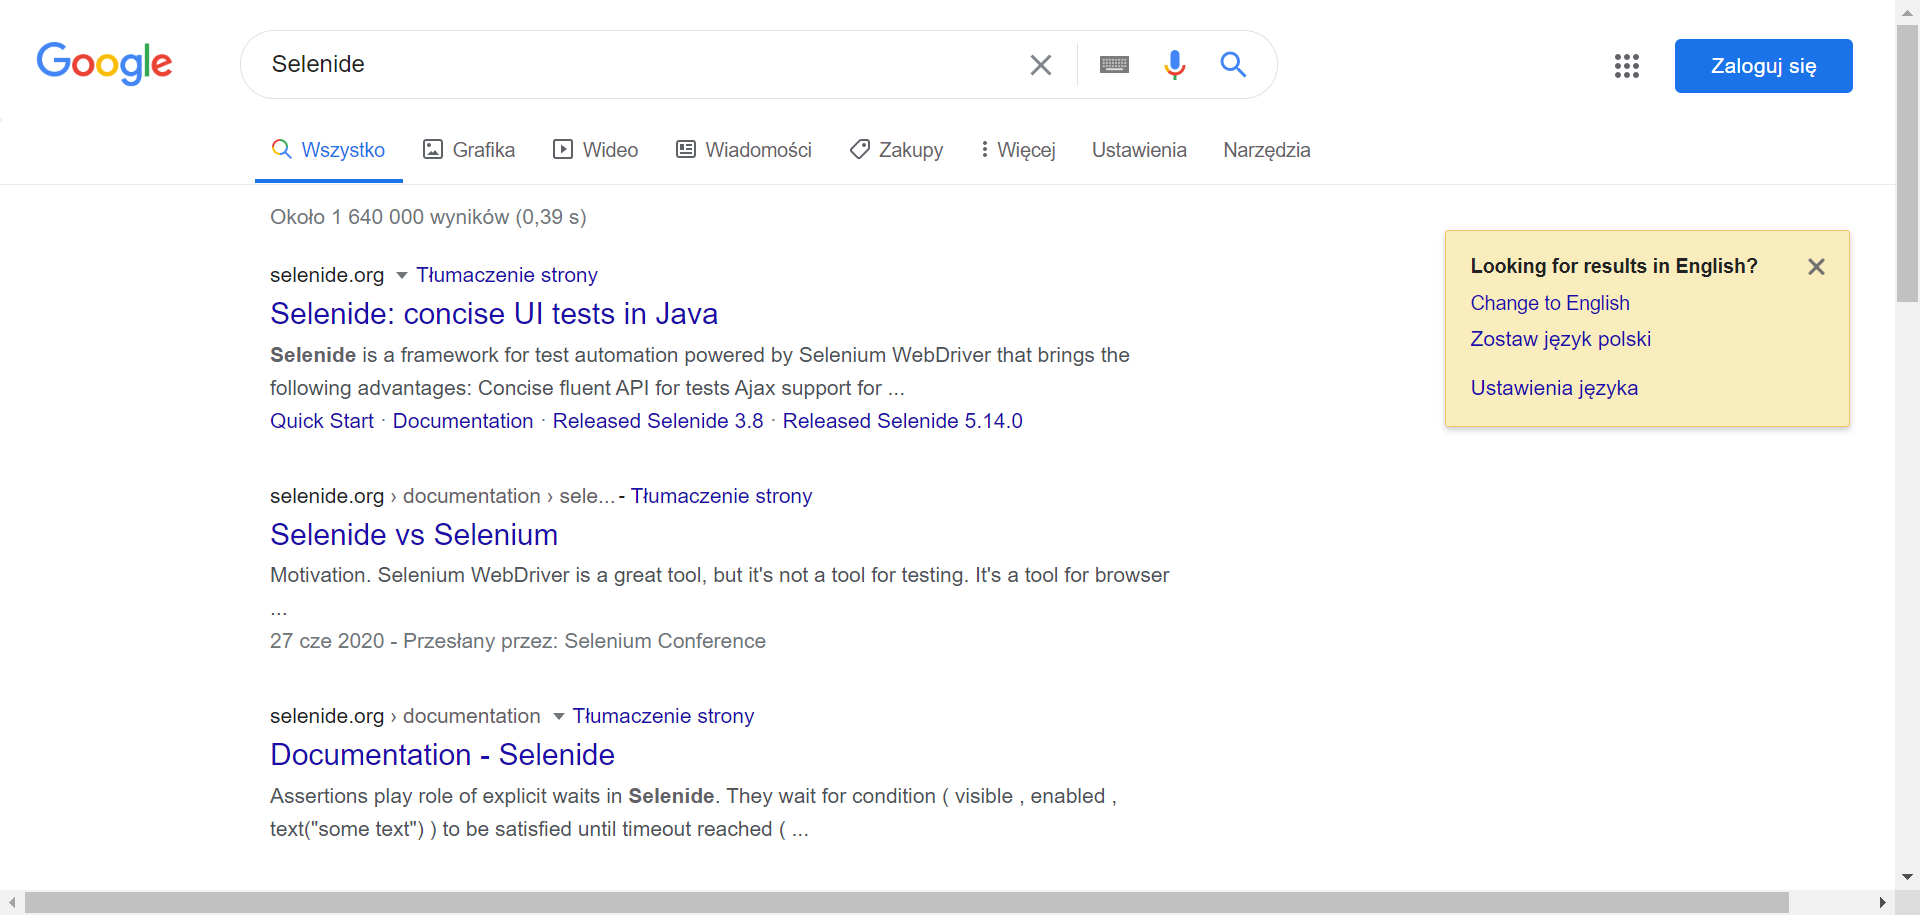 Google
Selenide
Zaloguj się
Wszystko Grafika Wideo Wiadomości Zakupy Więcej Ustawienia Narzędzia
Około 1 640 000 wyników (0,39 s)
selenide.org Tłumaczenie strony
Selenide: concise UI tests in Java
Selenide is a framework for test automation powered by Selenium WebDriver that brings the
following advantages: Concise fluent API for tests Ajax support for ...
Quick Start · Documentation · Released Selenide 3.8 · Released Selenide 5.14.0
selenide.org › documentation › sele... - Tłumaczenie strony
Selenide vs Selenium
Motivation. Selenium WebDriver is a great tool, but it's not a tool for testing. It's a tool for browser
...
27 cze 2020 - Przesłany przez: Selenium Conference
selenide.org › documentation Tłumaczenie strony
Documentation - Selenide
Assertions play role of explicit waits in Selenide. They wait for condition ( visible , enabled ,
text("some text") ) to be satisfied until timeout reached ( ...
Looking for results in English?
Change to English
Zostaw język polski
Ustawienia języka